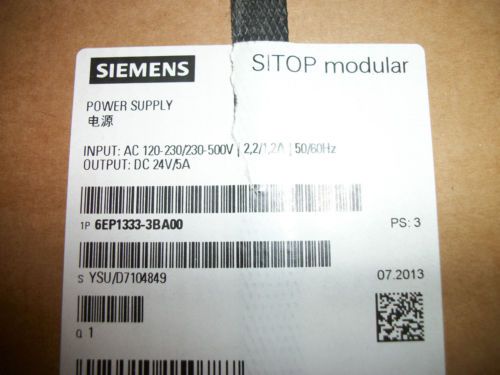 SIEMENS
SITOP modular
POWER SUPPLY
电源
INPUT: AC 120-230/230-500V | 2,2/1,2A | 50/60Hz
OUTPUT: DC 24V/5A
1P 6EP1333-3BA00
PS: 3
S YSU/D7104849
07.2013
Q 1